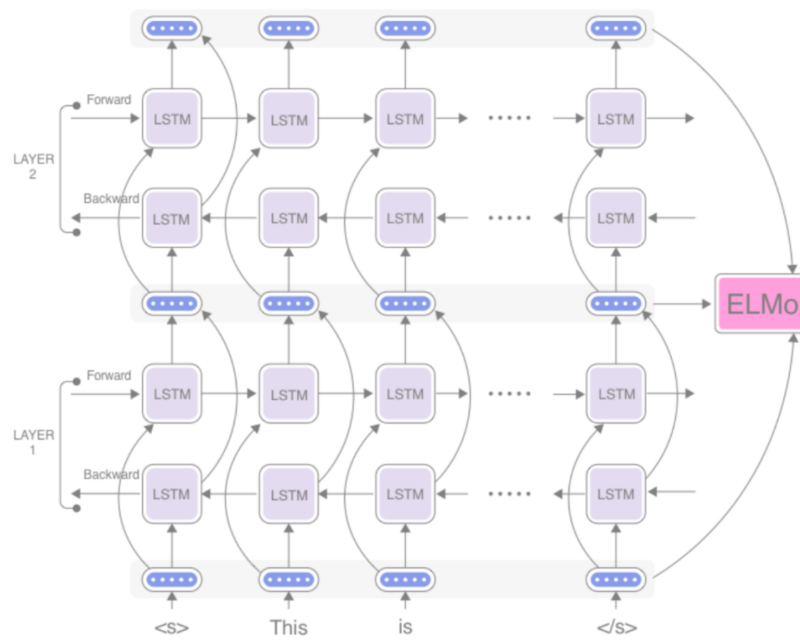 Forward
LSTM LSTM LSTM ..... LSTM
LAYER
2
Backward
LSTM LSTM LSTM ..... LSTM
ELMo
Forward
LSTM LSTM LSTM ..... LSTM
LAYER
1
Backward
LSTM LSTM LSTM ..... LSTM
<s> This is </s>